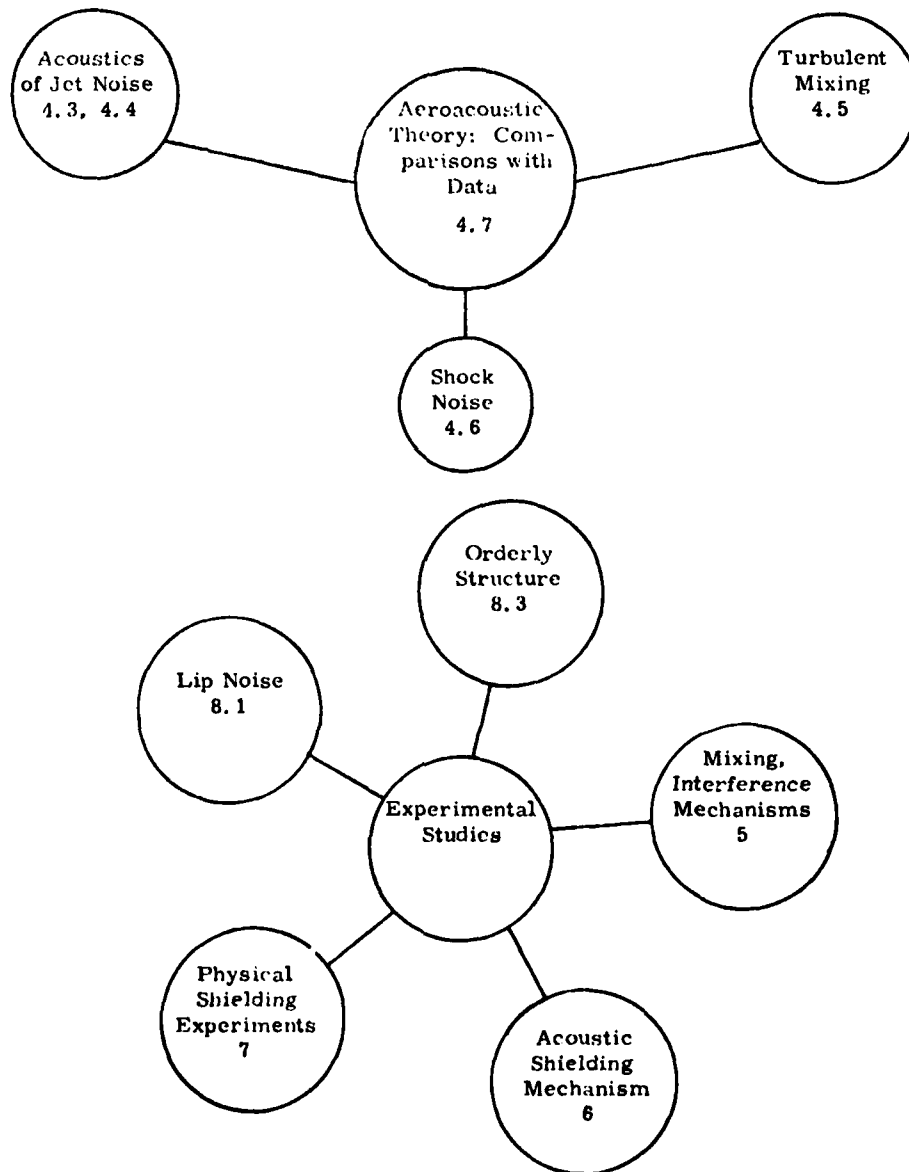 Acoustics
of Jet Noise
4.3, 4.4
Aeroacoustic
Theory: Com-
parisons with
Data
4.7
Turbulent
Mixing
4.5
Shock
Noise
4.6
Orderly
Structure
8.3
Lip Noise
8.1
Experimental
Studies
Mixing,
Interference
Mechanisms
5
Physical
Shielding
Experiments
7
Acoustic
Shielding
Mechanism
6